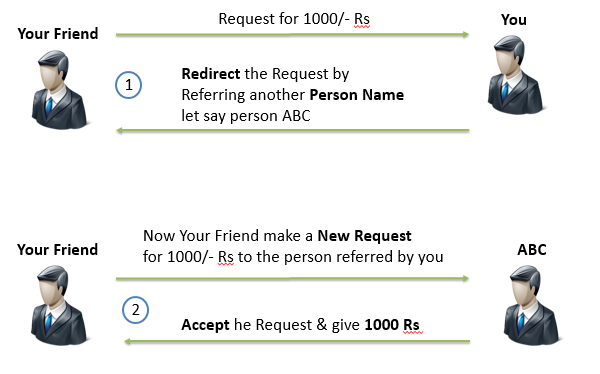 Request for 1000/- Rs
Your Friend
You
1
Redirect the Request by
Referring another Person Name
let say person ABC
Now Your Friend make a New Request
for 1000/- Rs to the person referred by you
Your Friend
ABC
2
Accept he Request & give 1000 Rs